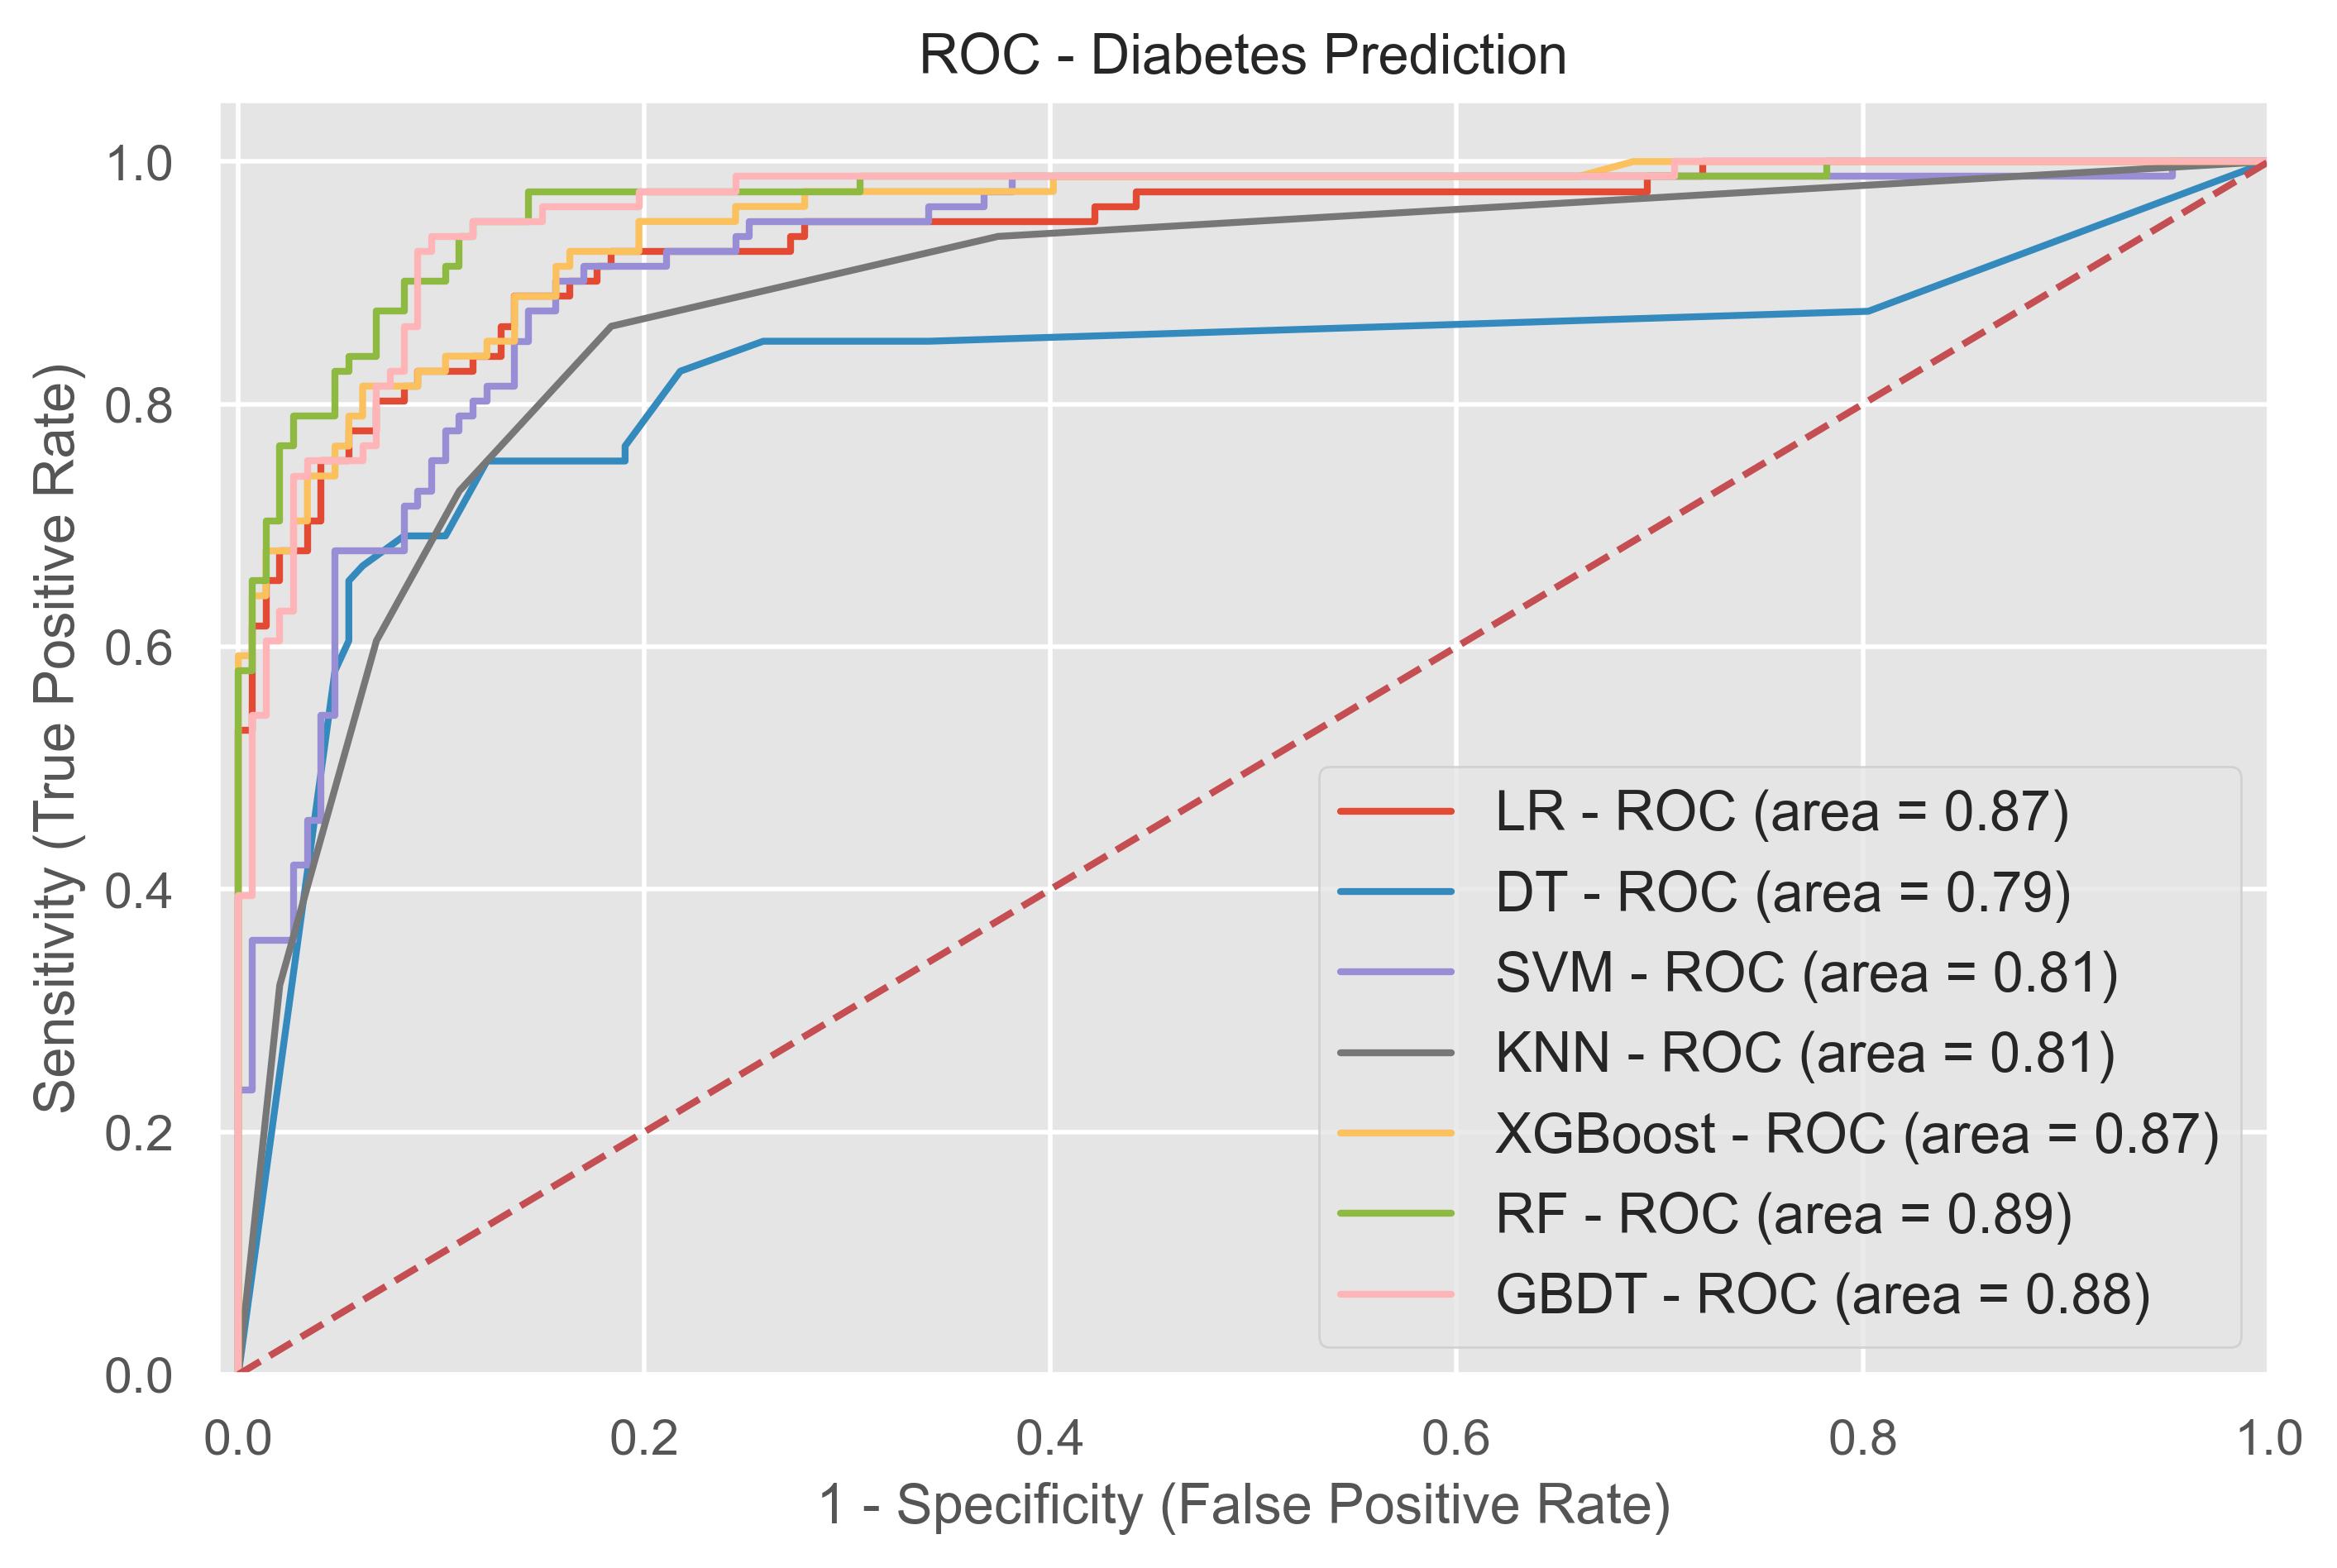 ROC - Diabetes Prediction
Sensitivity (True Positive Rate)
1.0
0.8
0.6
0.4
0.2
0.0
LR - ROC (area = 0.87)
DT - ROC (area = 0.79)
SVM - ROC (area = 0.81)
KNN - ROC (area = 0.81)
XGBoost - ROC (area = 0.87)
RF - ROC (area = 0.89)
GBDT - ROC (area = 0.88)
0.0 0.2 0.4 0.6 0.8 1.0
1 - Specificity (False Positive Rate)